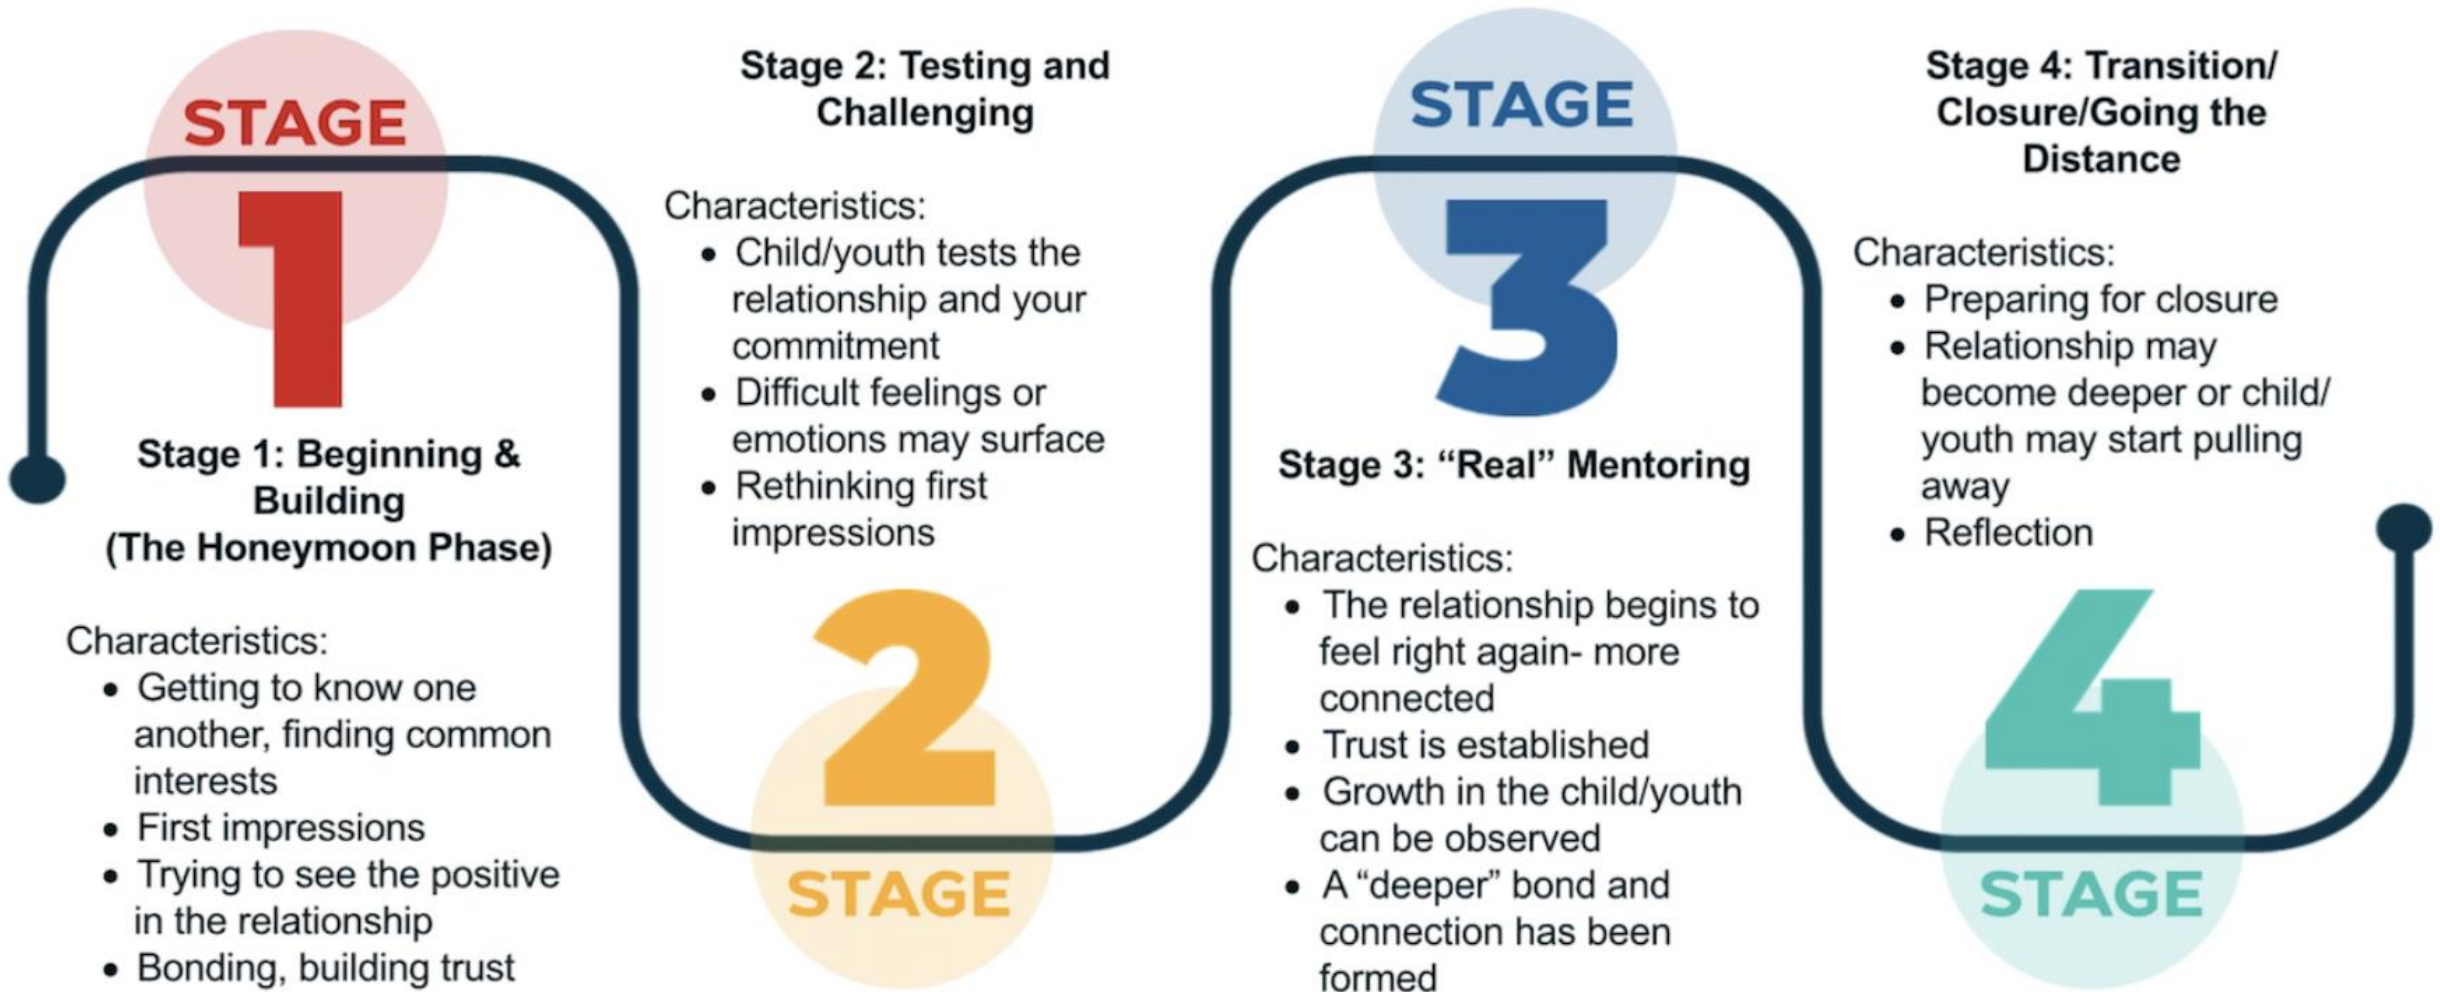 STAGE
1
Stage 1: Beginning &
Building
(The Honeymoon Phase)
Characteristics:
• Getting to know one
another, finding common
interests
• First impressions
• Trying to see the positive
in the relationship
• Bonding, building trust
Stage 2: Testing and
Challenging
Characteristics:
• Child/youth tests the
relationship and your
commitment
• Difficult feelings or
emotions may surface
• Rethinking first
impressions
2
STAGE
STAGE
3
Stage 3: “Real” Mentoring
Characteristics:
• The relationship begins to
feel right again- more
connected
• Trust is established
• Growth in the child/youth
can be observed
• A “deeper” bond and
connection has been
formed
Stage 4: Transition/
Closure/Going the
Distance
Characteristics:
• Preparing for closure
• Relationship may
become deeper or child/
youth may start pulling
away
• Reflection
4
STAGE